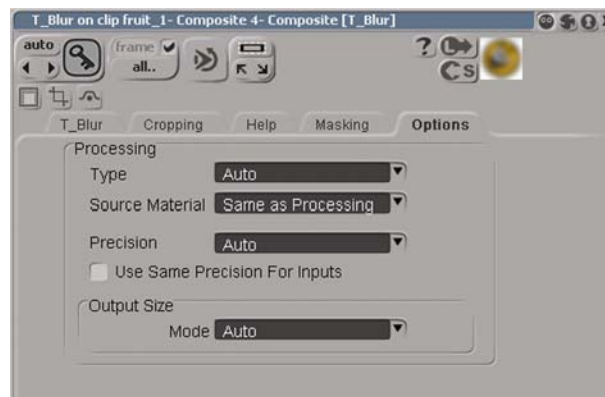 T_Blur on clip fruit_1- Composite 4- Composite [T_Blur]
auto
frame
all..
?
L
C S
T_Blur Cropping Help Masking Options
Processing
Type Auto
Source Material Same as Processing
Precision Auto
Use Same Precision For Inputs
Output Size
Mode Auto